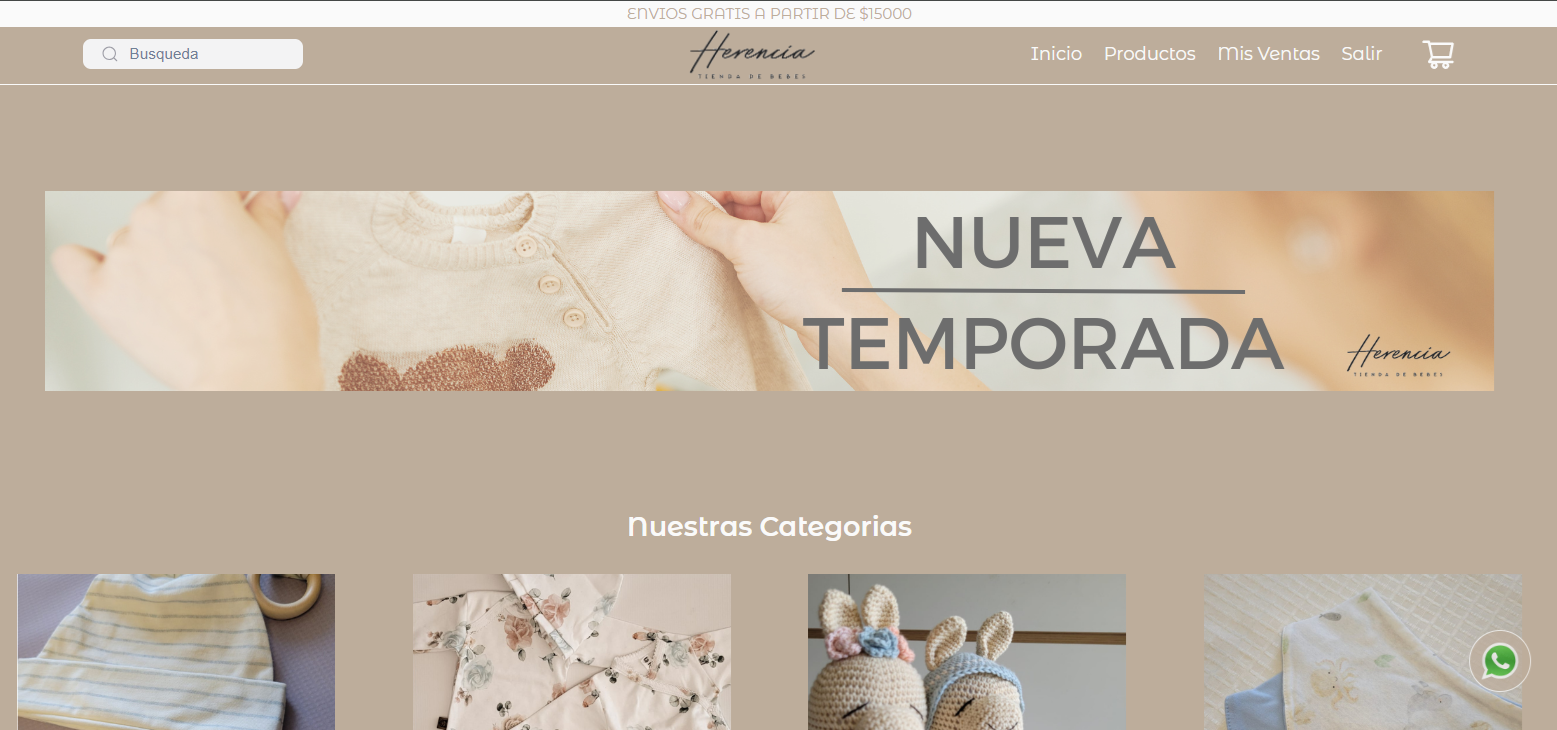 ENVIOS GRATIS A PARTIR DE $15000
Busqueda
Herencia
TIENDA DE BEBES
Inicio Productos Mis Ventas Salir
NUEVA
TEMPORADA
Herencia
TIENDA DE BEBES
Nuestras Categorias